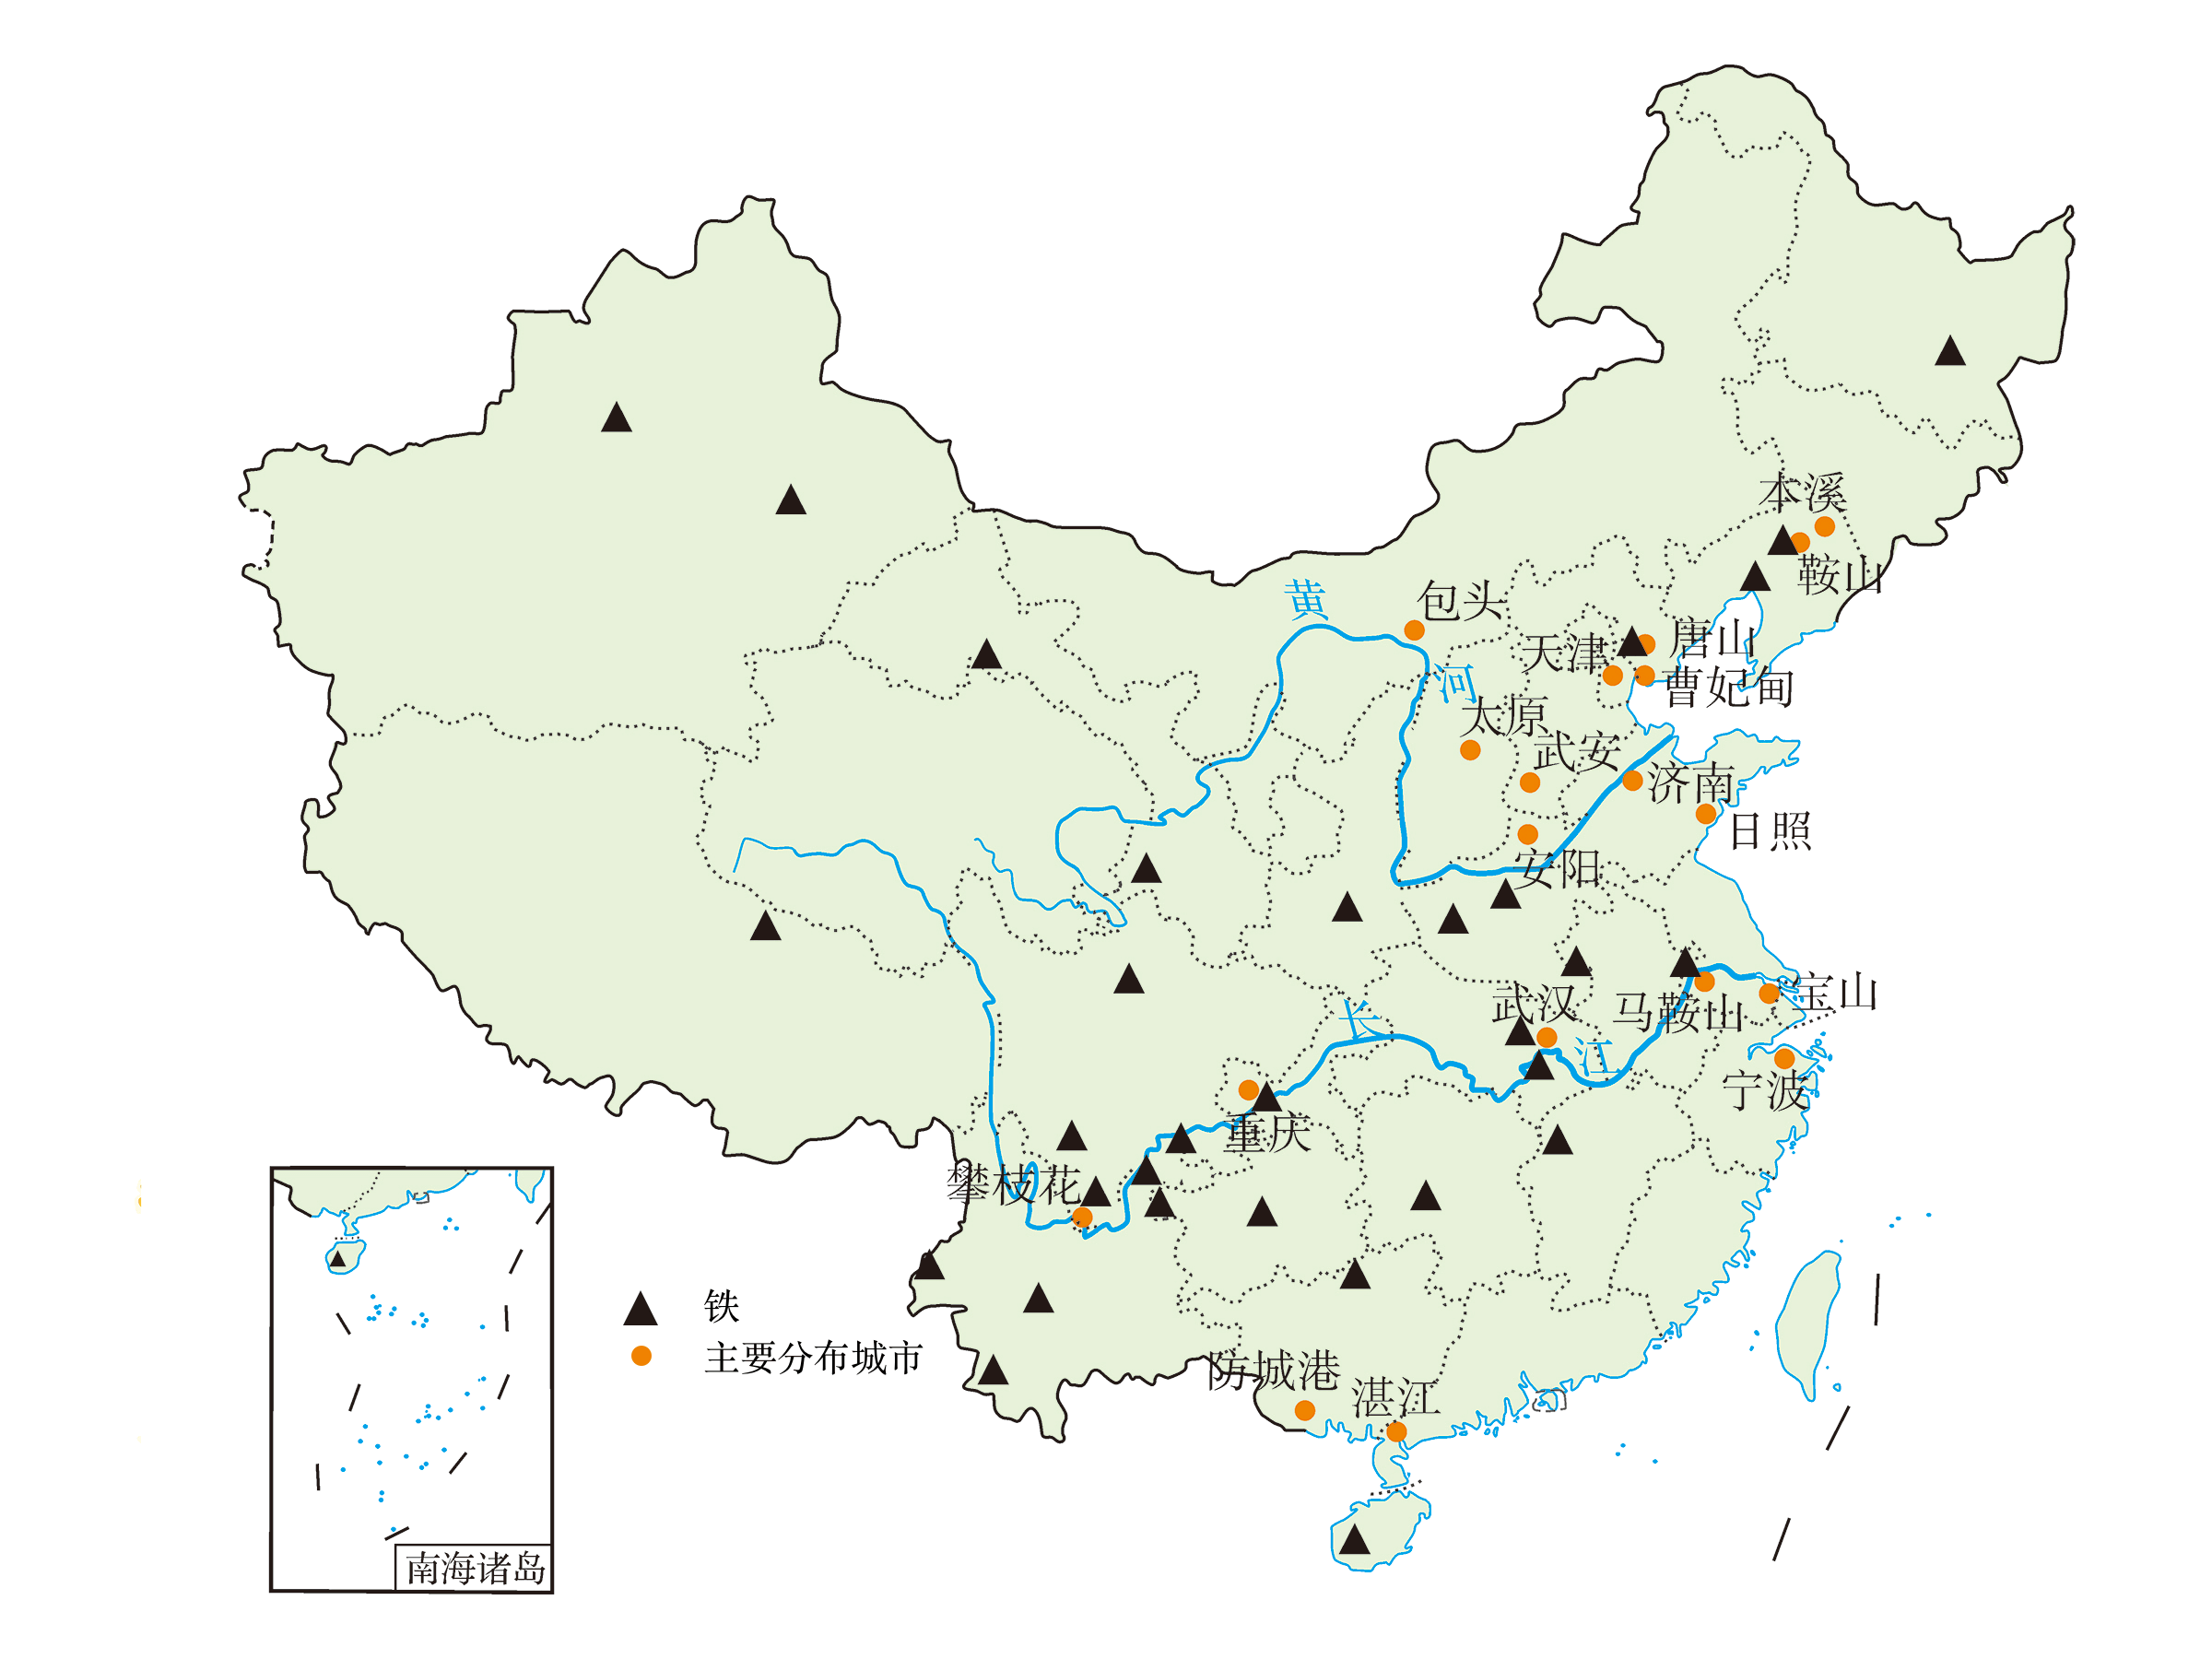 本溪
鞍山
包头
黄
河
天津
唐山
曹妃甸
太原
武安
济南
日照
安阳
武汉
马鞍山
宝山
长
江
宁波
重庆
攀枝花
铁
主要分布城市
防城港
湛江
南海诸岛